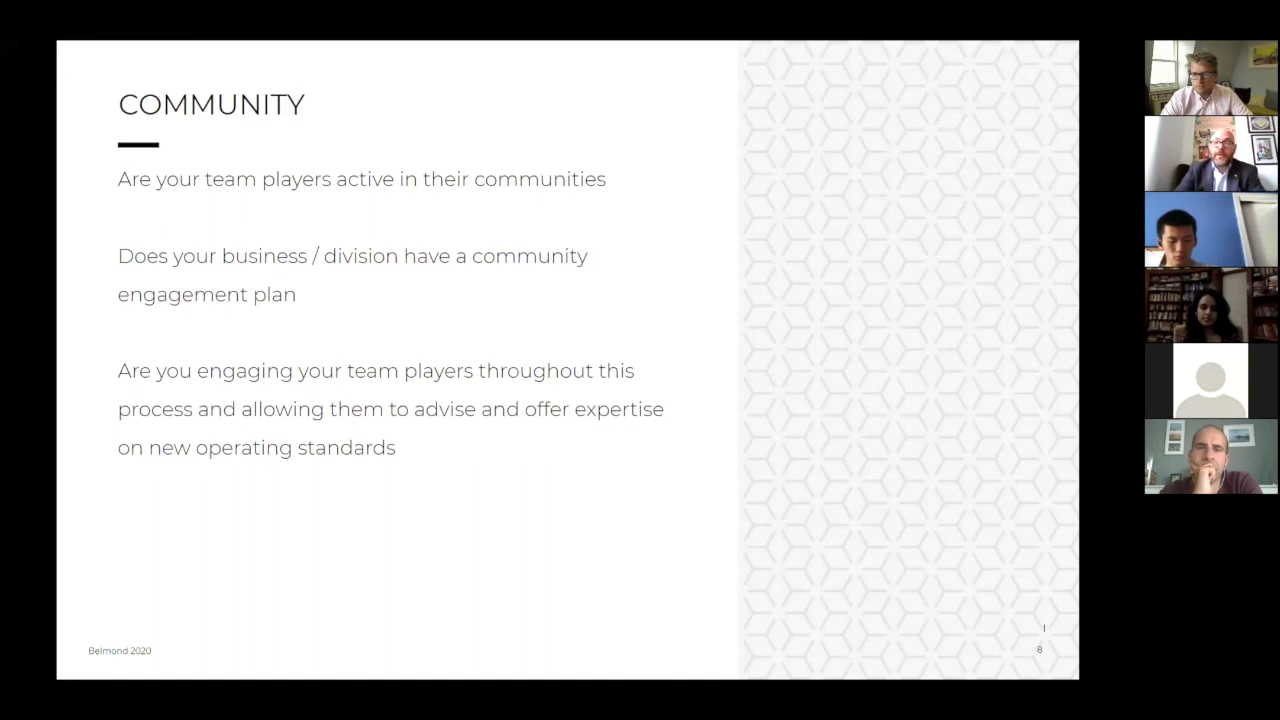 COMMUNITY
Are your team players active in their communities
Does your business / division have a community
engagement plan
Are you engaging your team players throughout this
process and allowing them to advise and offer expertise
on new operating standards
|
Belmond 2020
8